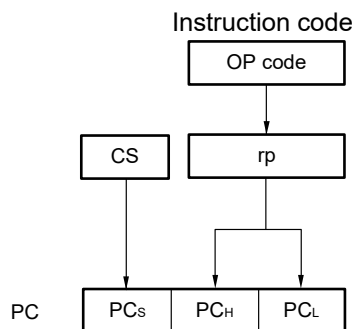 Instruction code
OP code
CS
rp
PC
PCS
PCH
PCL